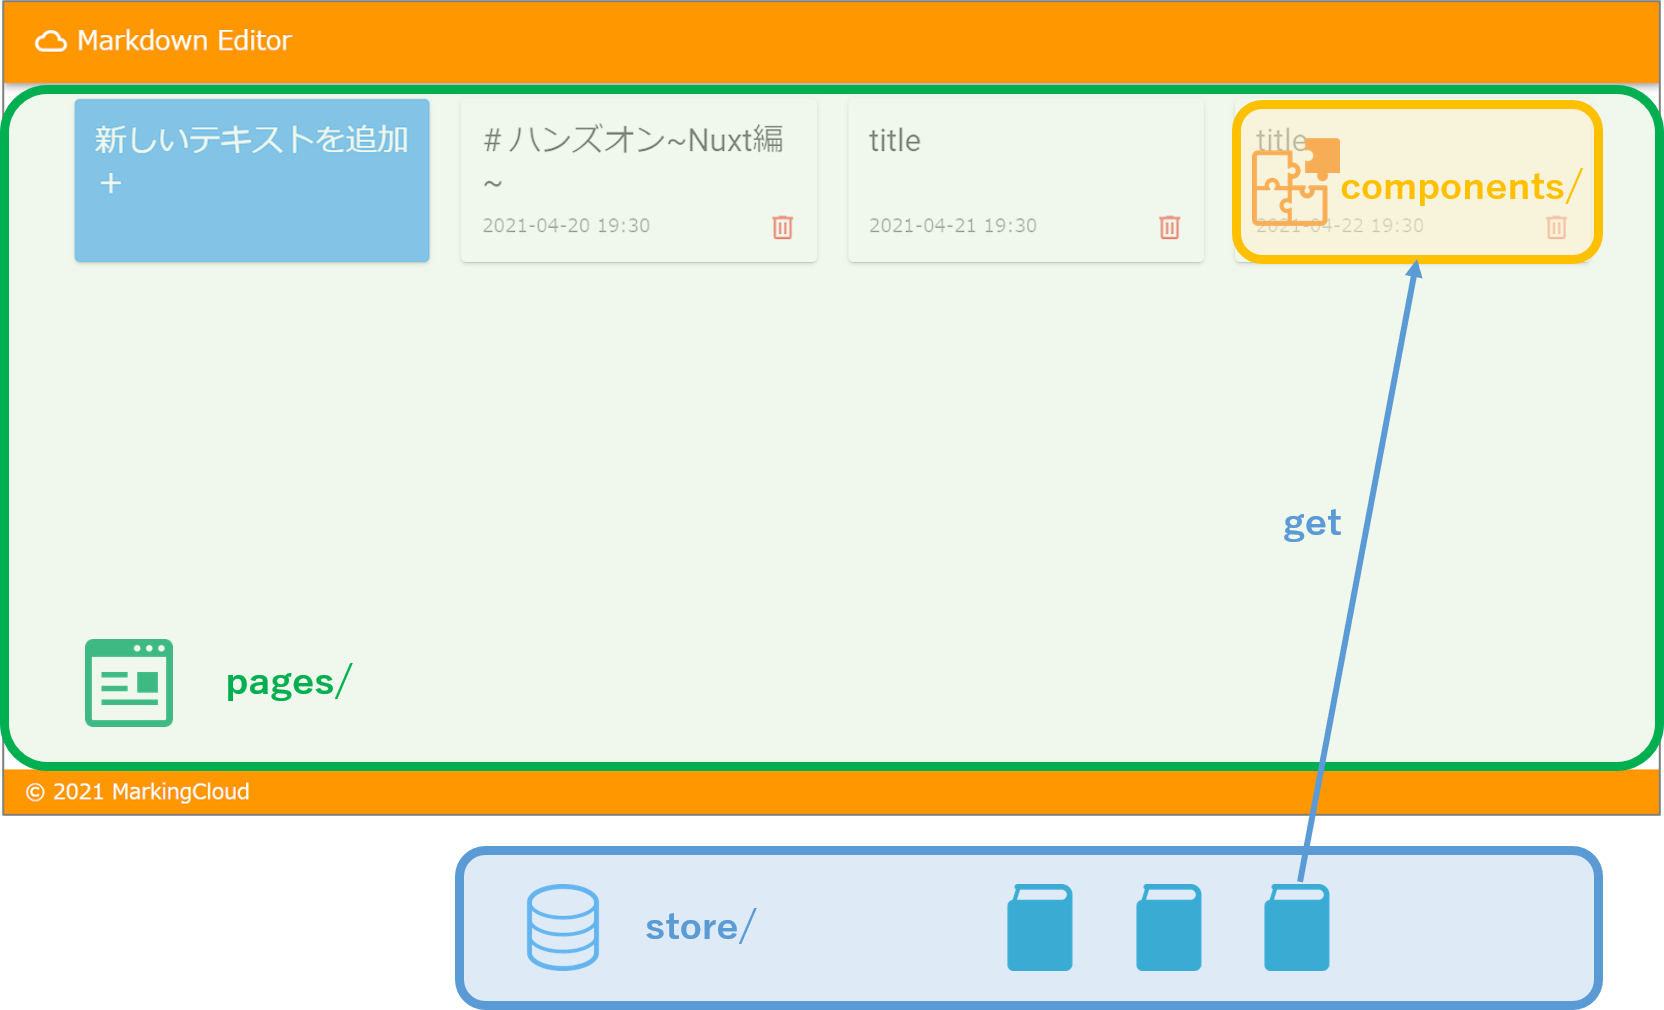 Markdown Editor
新しいテキストを追加
+
# ハンズオン~Nuxt編
~
2021-04-20 19:30
title
2021-04-21 19:30
title
components/
2021-04-22 19:30
get
pages/
© 2021 MarkingCloud
store/